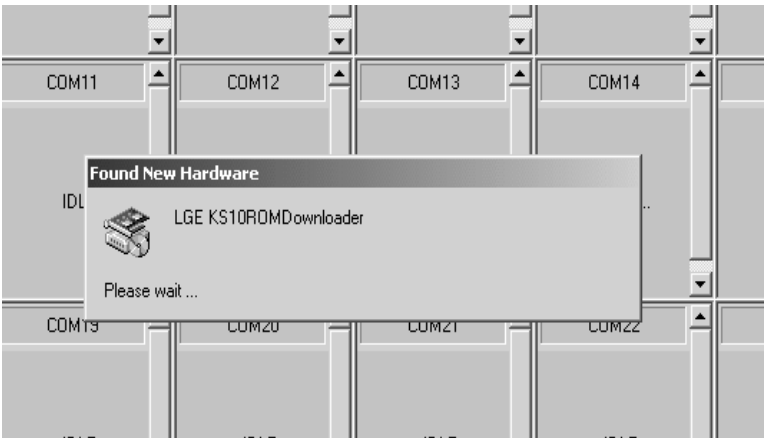 COM11 COM12 COM13 COM14
Found New Hardware
LGE KS10ROMDownloader
Please wait ...
COM19 COM20 COM21 COM22